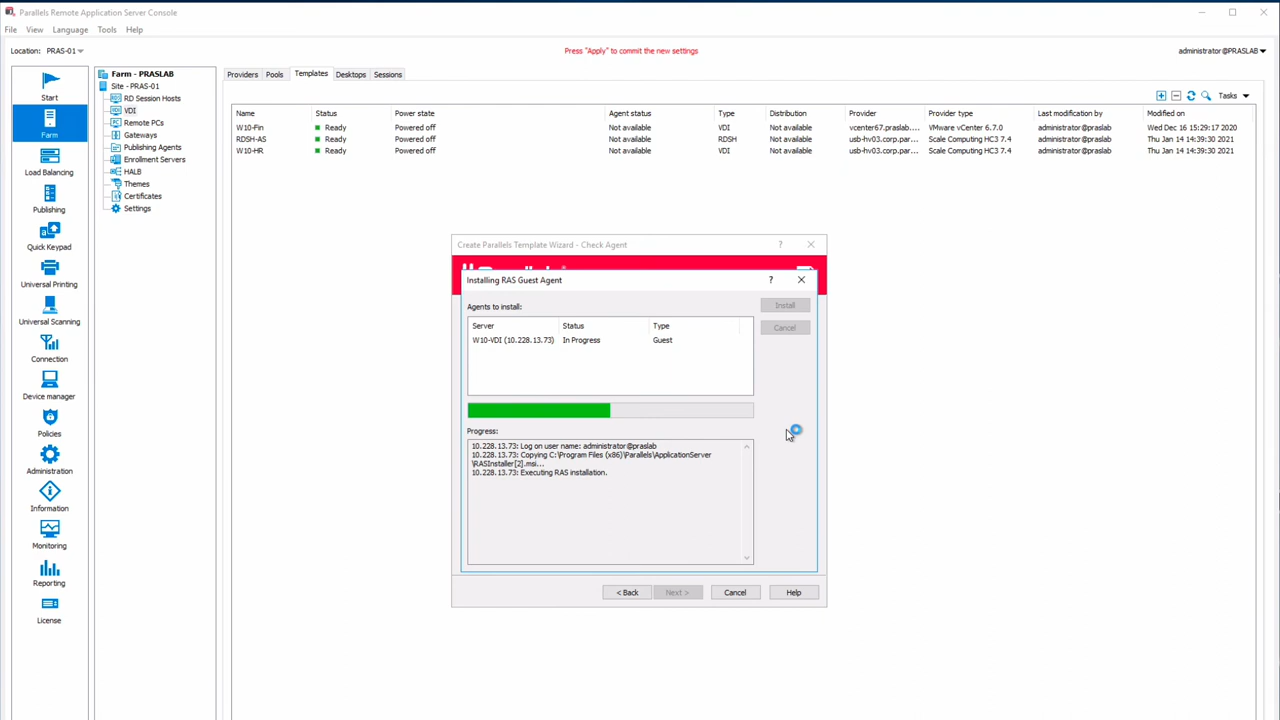 Parallels Remote Application Server Console
File View Language Tools Help
Location: PRAS-01
Press "Apply" to commit the new settings
administrator@PRASLAB
Start
Farm
Load Balancing
Publishing
Quick Keypad
Universal Printing
Universal Scanning
Connection
Device manager
Policies
Administration
Information
Monitoring
Reporting
License
Farm - PRASLAB
Site - PRAS-01
RD Session Hosts
VDI
Remote PCs
Gateways
Publishing Agents
Enrollment Servers
HALB
Themes
Certificates
Settings
Providers Pools Templates Desktops Sessions
Tasks
Name Status Power state Agent status Type Distribution Provider Provider type Last modification by Modified on
W10-Fin Ready Powered off Not available VDI Not available vcenter67.praslab.... VMware vCenter 6.7.0 administrator@praslab Wed Dec 16 15:29:17 2020
RDSH-AS Ready Powered off Not available RDSH Not available usb-hv03.corp.par... Scale Computing HC3 7.4 administrator@praslab Thu Jan 14 14:39:30 2021
W10-HR Ready Powered off Not available VDI Not available usb-hv03.corp.par... Scale Computing HC3 7.4 administrator@praslab Thu Jan 14 14:39:30 2021
Create Parallels Template Wizard - Check Agent
Installing RAS Guest Agent
Agents to install:
Install
Cancel
Server Status Type
W10-VDI (10.228.13.73) In Progress Guest
Progress:
10.228.13.73: Log on user name: administrator@praslab
10.228.13.73: Copying C:\Program Files (x86)\Parallels\ApplicationServer
\RASInstaller[2].msi...
10.228.13.73: Executing RAS installation.
< Back Next > Cancel Help